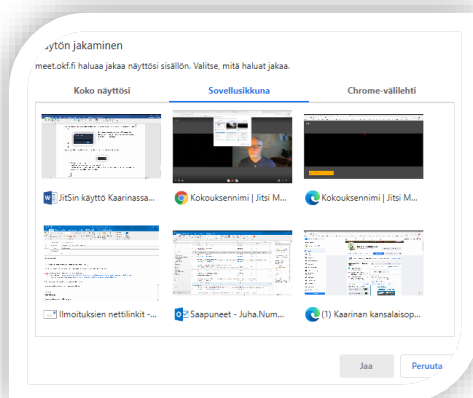 ytön jakaminen
meet.okf.fi haluaa jakaa näyttösi sisällön. Valitse, mitä haluat jakaa.
Koko näyttösi Sovellusikkuna Chrome-välilehti
JitSin käyttö Kaarinassa... Kokouksennimi | Jitsi M... Kokouksennimi | Jitsi M...
Ilmoituksien nettilinkit -... Saapuneet - Juha.Num... (1) Kaarinan kansalaisop...
Jaa Peruuta